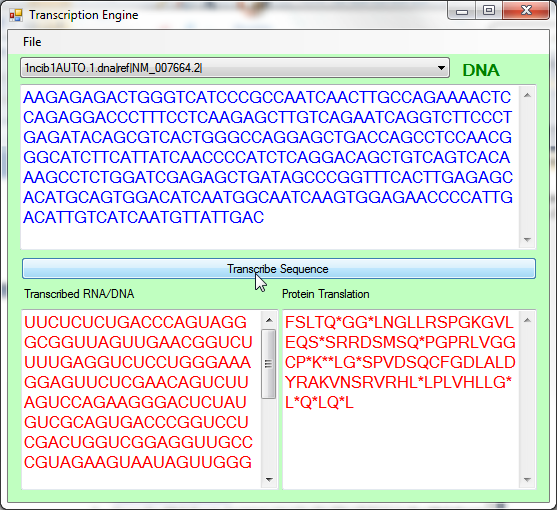 Transcription Engine
File
1ncib1AUTO.1.dna|ref|NM_007664.2|
DNA
AAGAGAGACTGGGTCATCCCGCCAATCAACTTGCCAGAAAACTC
CAGAGGACCCTTTCCTCAAGAGCTTGTCAGAATCAGGTCTTCCCT
GAGATACAGCGTCACTGGGCCAGGAGCTGACCAGCCTCCAACG
GGCATCTTCATTATCAACCCCATCTCAGGACAGCTGTCAGTCACA
AAGCCTCTGGATCGAGAGCTGATAGCCCGGTTTCACTTGAGAGC
ACATGCAGTGGACATCAATGGCAATCAAGTGGAGAACCCCATTG
ACATTGTCATCAATGTTATTGAC
Transcribe Sequence
Transcribed RNA/DNA
UUCUCUCUGACCCAGUAGG
GCGGUUAGUUGAACGGUCU
UUUGAGGUCUCCUGGGAAA
GGAGUUCUCGAACAGUCUU
AGUCCAGAAGGGACUCUAU
GUCGCAGUGACCCGGUCCU
CGACUGGUCGGAGGUUGCC
CGUAGAAGUAAUAGUUGGG
Protein Translation
FSLTQ*GG*LNGLLRSPGKGVL
EQS*SRRDSMSQ*PGPRLVGG
CP*K**LG*SPVDSQCFGDLALD
YRAKVNSRVRHL*LPLVHLLG*
L*Q*LQ*L